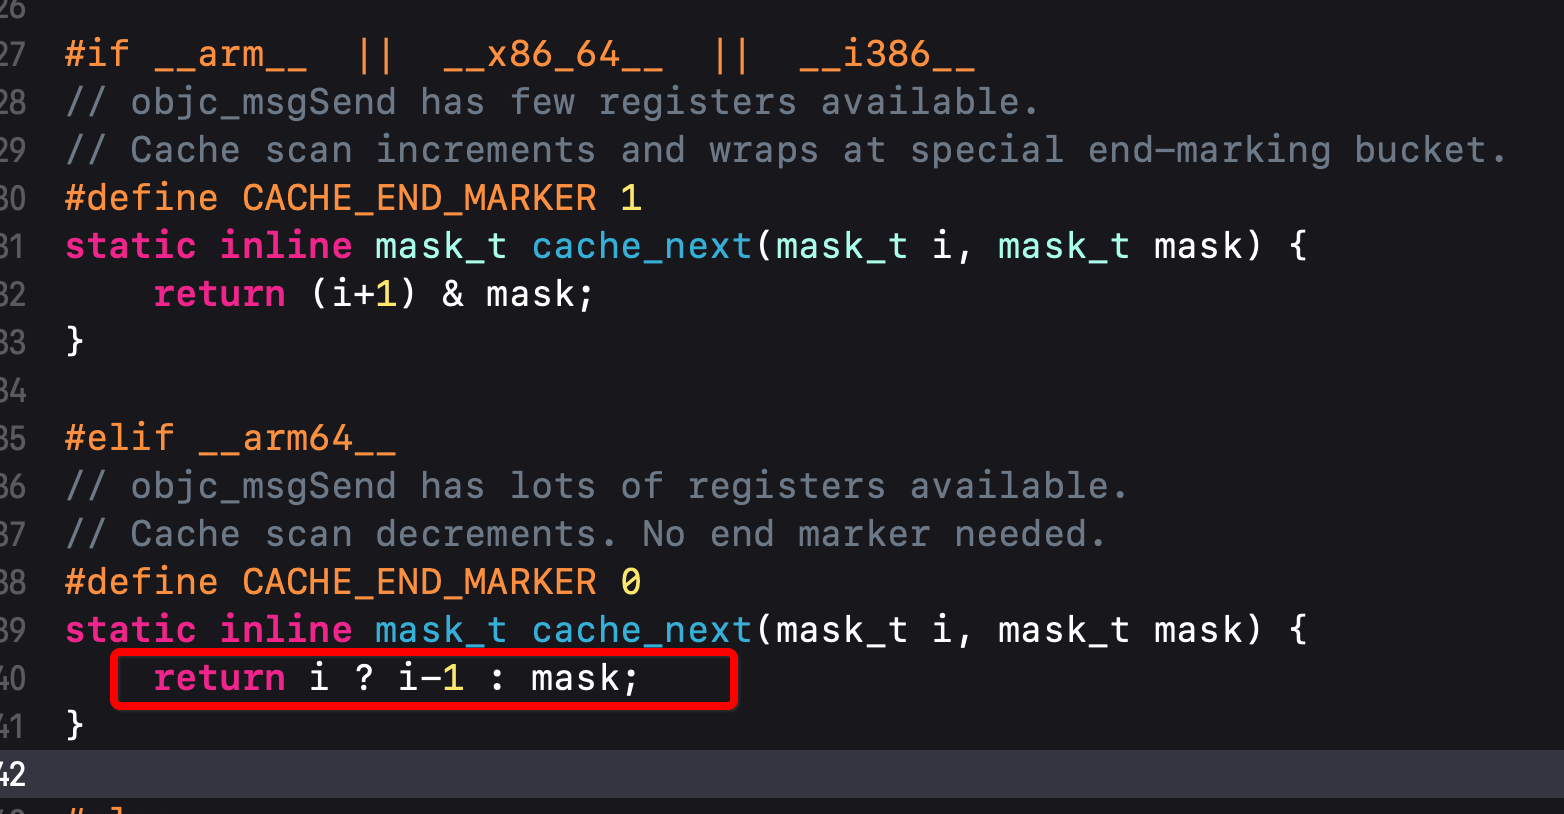 26
27 #if __arm__  ||  __x86_64__  ||  __i386__
28 // objc_msgSend has few registers available.
29 // Cache scan increments and wraps at special end-marking bucket.
30 #define CACHE_END_MARKER 1
31 static inline mask_t cache_next(mask_t i, mask_t mask) {
32     return (i+1) & mask;
33 }
34
35 #elif __arm64__
36 // objc_msgSend has lots of registers available.
37 // Cache scan decrements. No end marker needed.
38 #define CACHE_END_MARKER 0
39 static inline mask_t cache_next(mask_t i, mask_t mask) {
40     return i ? i-1 : mask;
41 }
42